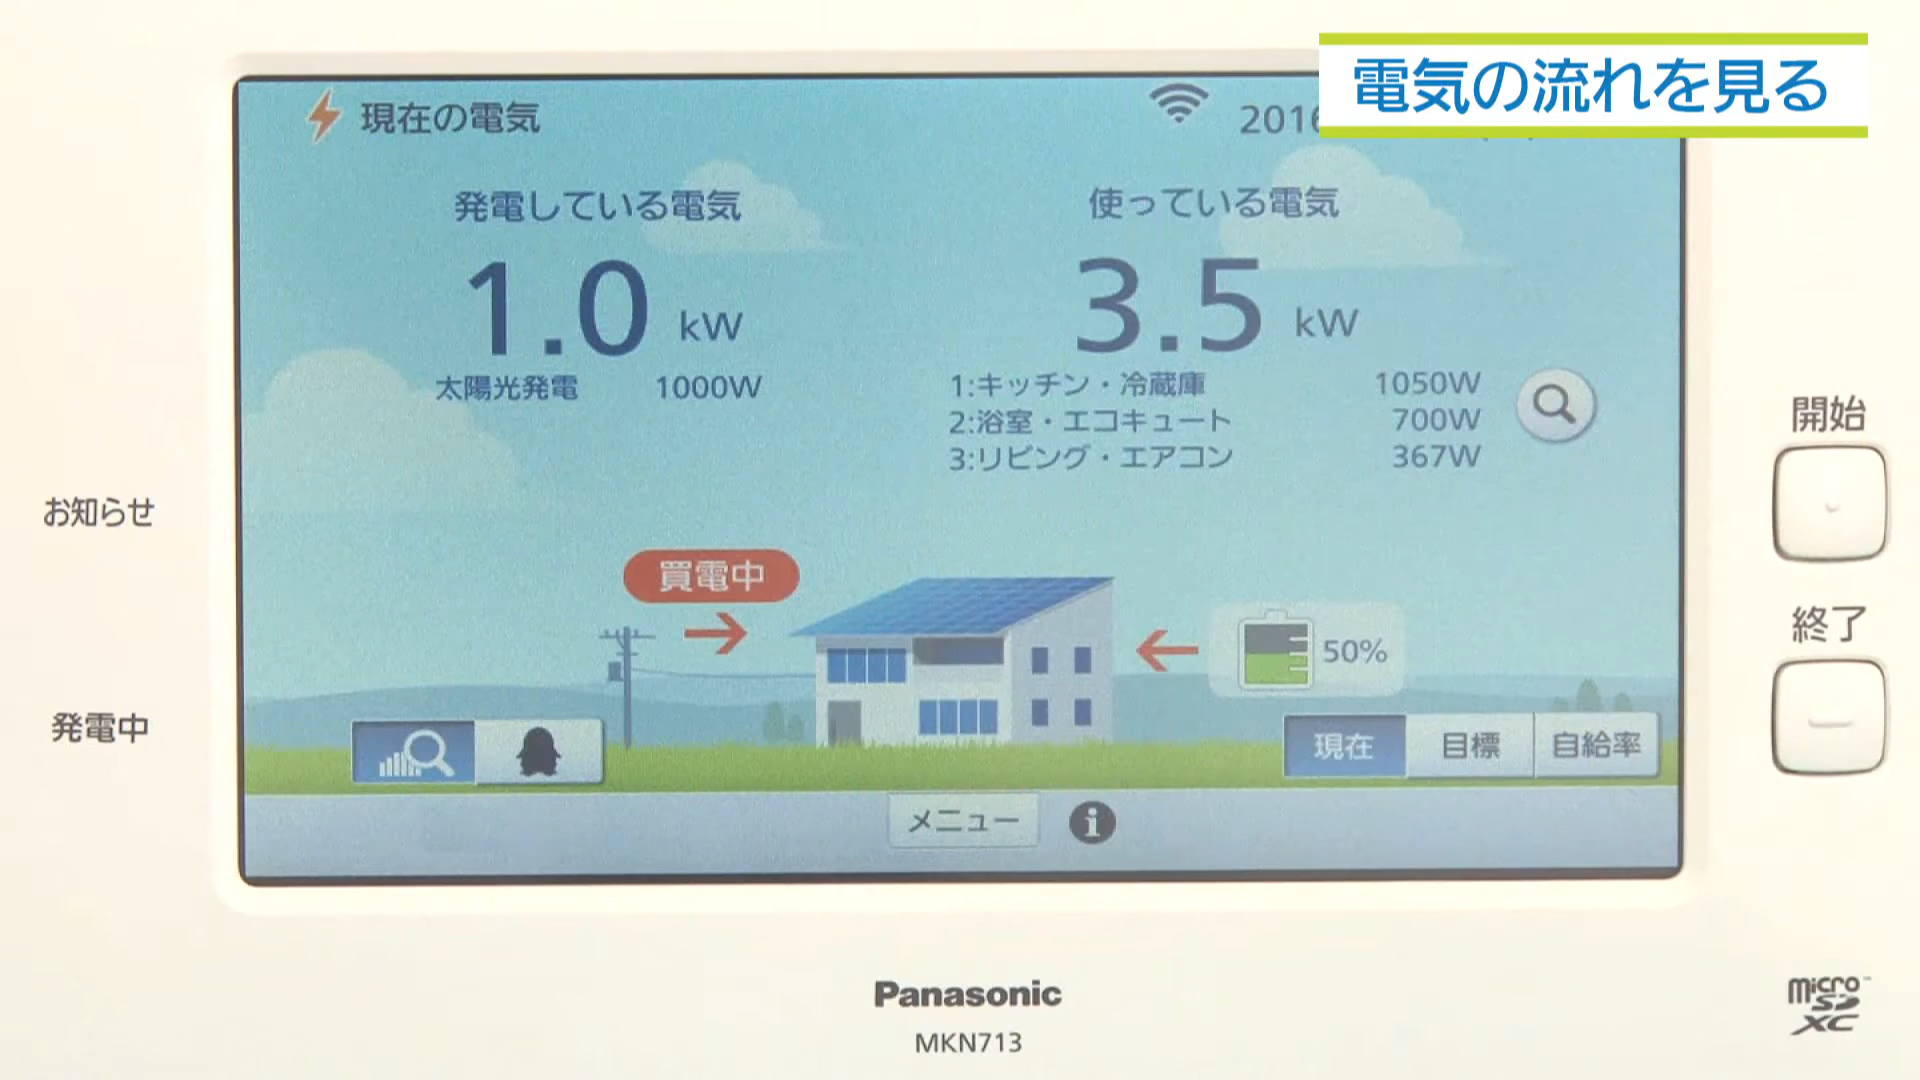 電気の流れを見る
現在の電気
2016
発電している電気
1.0 kW
太陽光発電 1000W
使っている電気
3.5 kW
1:キッチン・冷蔵庫 1050W
2:浴室・エコキュート 700W
3:リビング・エアコン 367W
開始
お知らせ
買電中
50%
終了
発電中
現在 目標 自給率
メニュー i
Panasonic
MKN713
micro SD XC